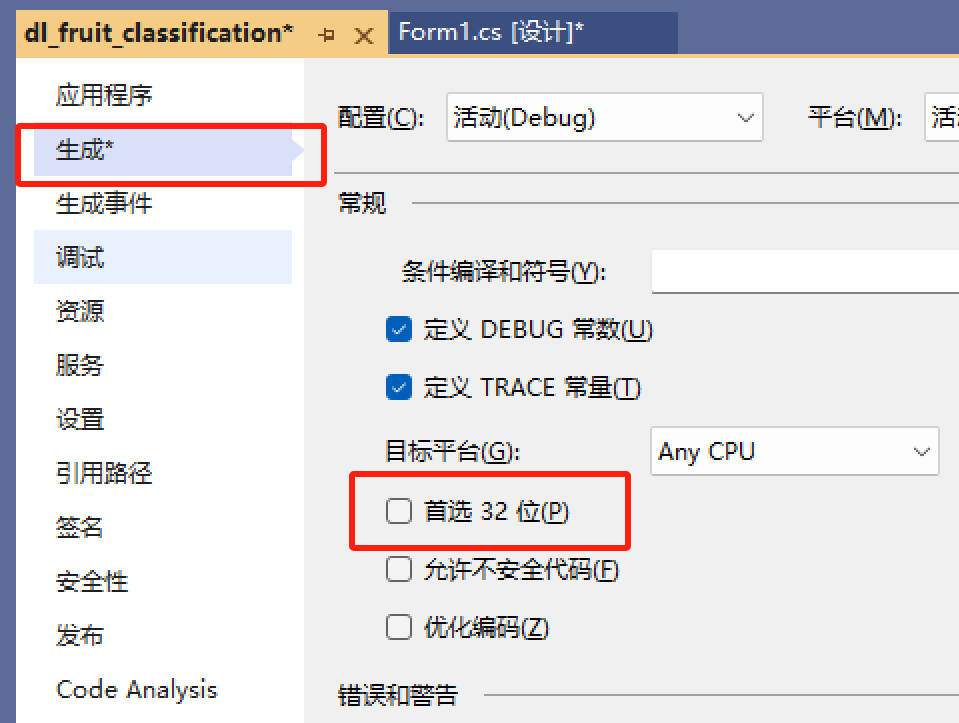 dl_fruit_classification*
Form1.cs [设计]*
应用程序
生成*
生成事件
调试
资源
服务
设置
引用路径
签名
安全性
发布
Code Analysis
配置(C): 活动(Debug) 平台(M):
常规
条件编译和符号(Y):
定义 DEBUG 常数(U)
定义 TRACE 常量(T)
目标平台(G): Any CPU
首选 32 位(P)
允许不安全代码(F)
优化编码(Z)
错误和警告